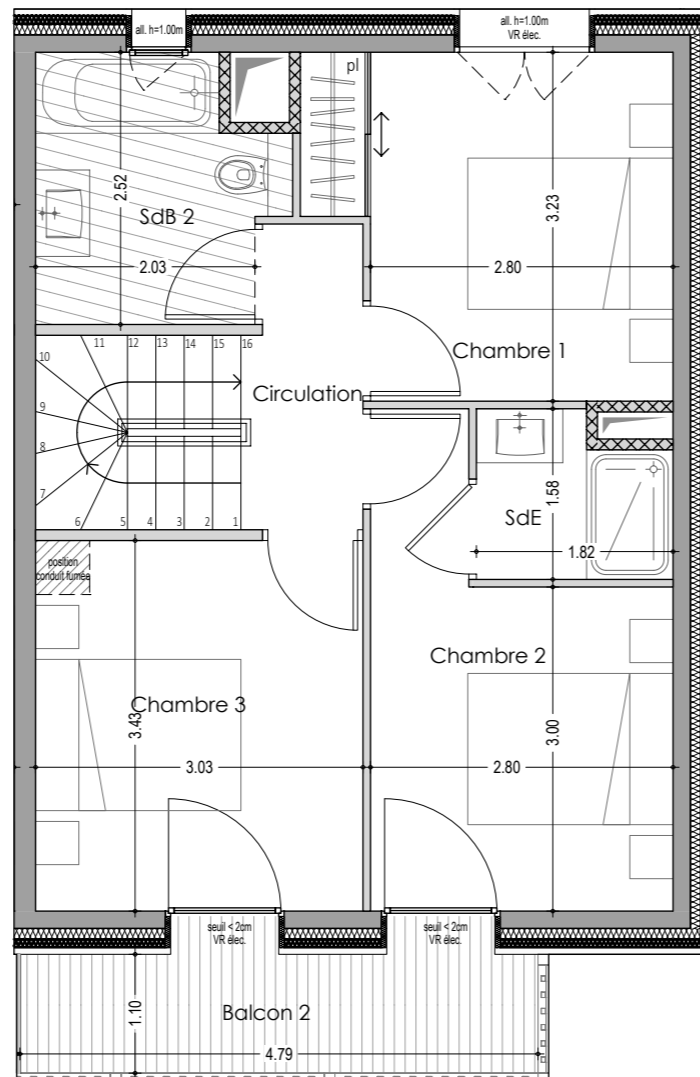 all. h=1.00m
all. h=1.00m
VR élec.
pl
2.52
SdB 2
2.03
3.23
2.80
Chambre 1
11
12
13
14
15
16
10
9
8
7
6
5
4
3
2
1
Circulation
SdE
1.58
1.82
position
conduit fumée
Chambre 2
Chambre 3
3.43
3.03
3.00
2.80
seuil < 2cm
VR élec.
seuil < 2cm
VR élec.
Balcon 2
1.10
4.79